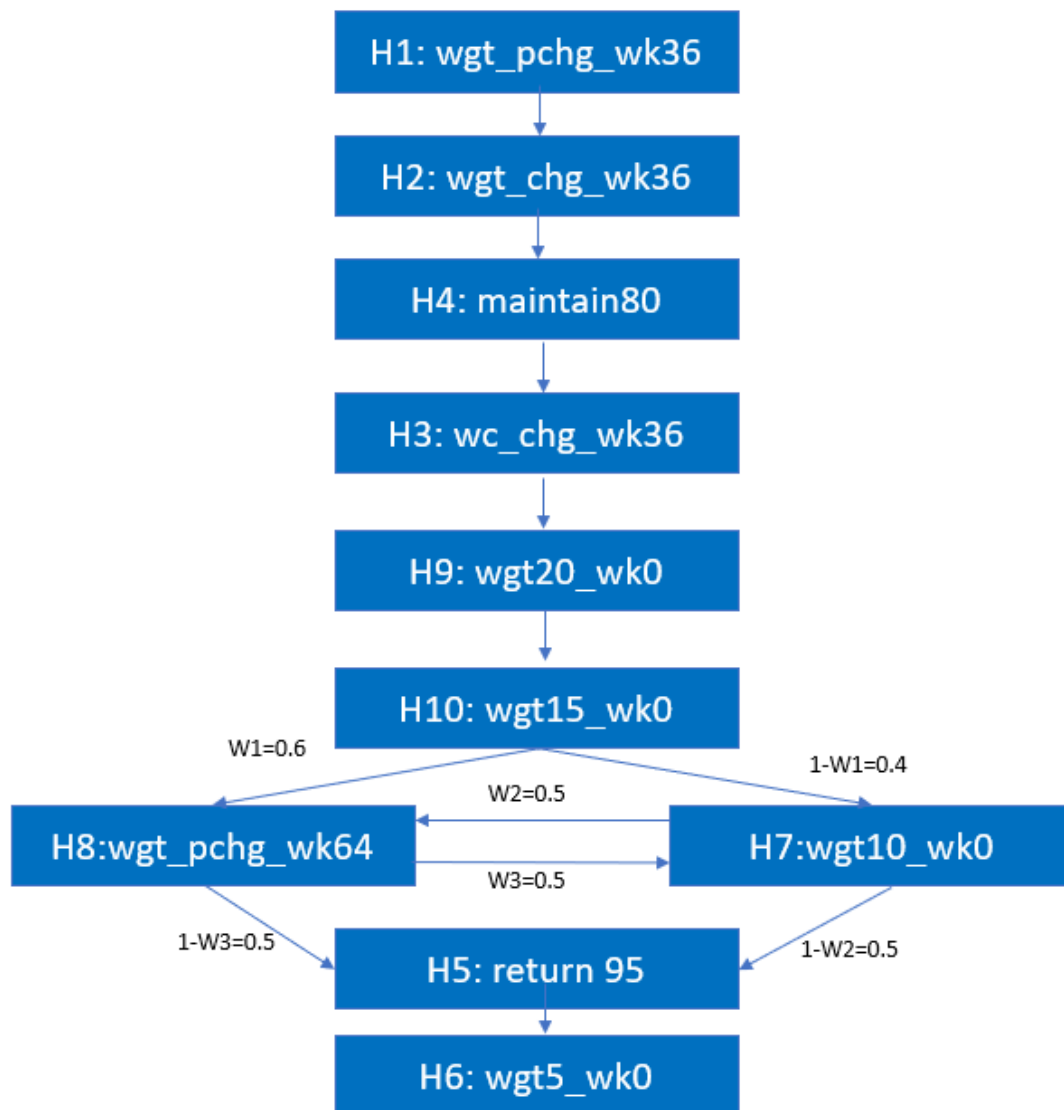 H1: wgt_pchg_wk36
H2: wgt_chg_wk36
H4: maintain80
H3: wc_chg_wk36
H9: wgt20_wk0
H10: wgt15_wk0
W1=0.6
1-W1=0.4
W2=0.5
H8:wgt_pchg_wk64
H7:wgt10_wk0
W3=0.5
1-W3=0.5
1-W2=0.5
H5: return 95
H6: wgt5_wk0